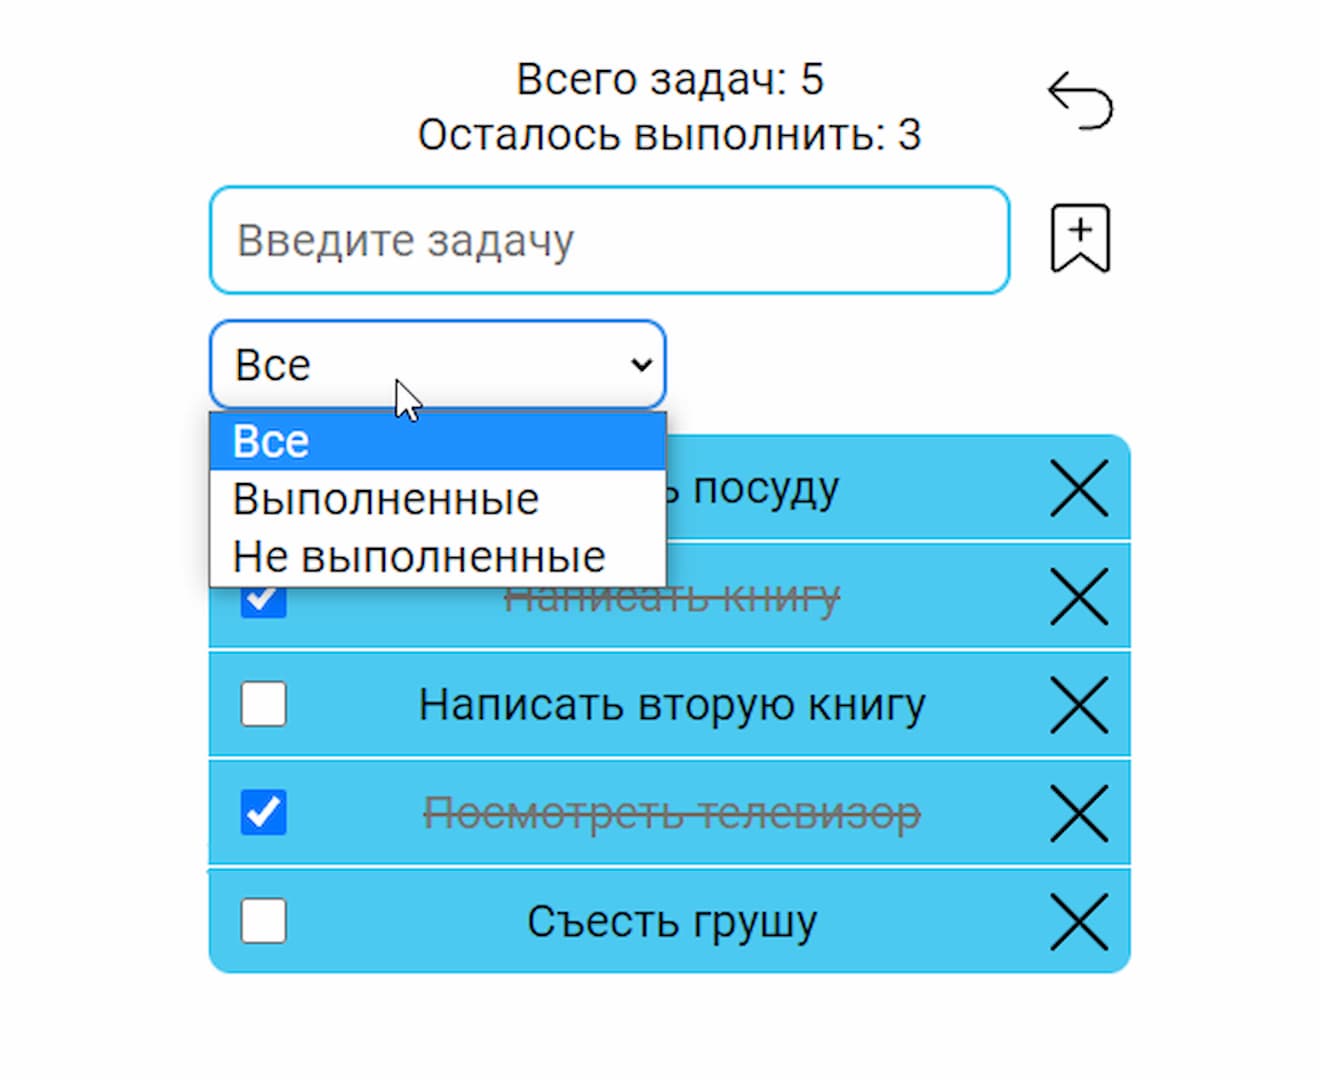 Всего задач: 5
Осталось выполнить: 3
Введите задачу
Все
Все
Выполненные
Не выполненные
посуду
Написать книгу
Написать вторую книгу
Посмотреть телевизор
Съесть грушу